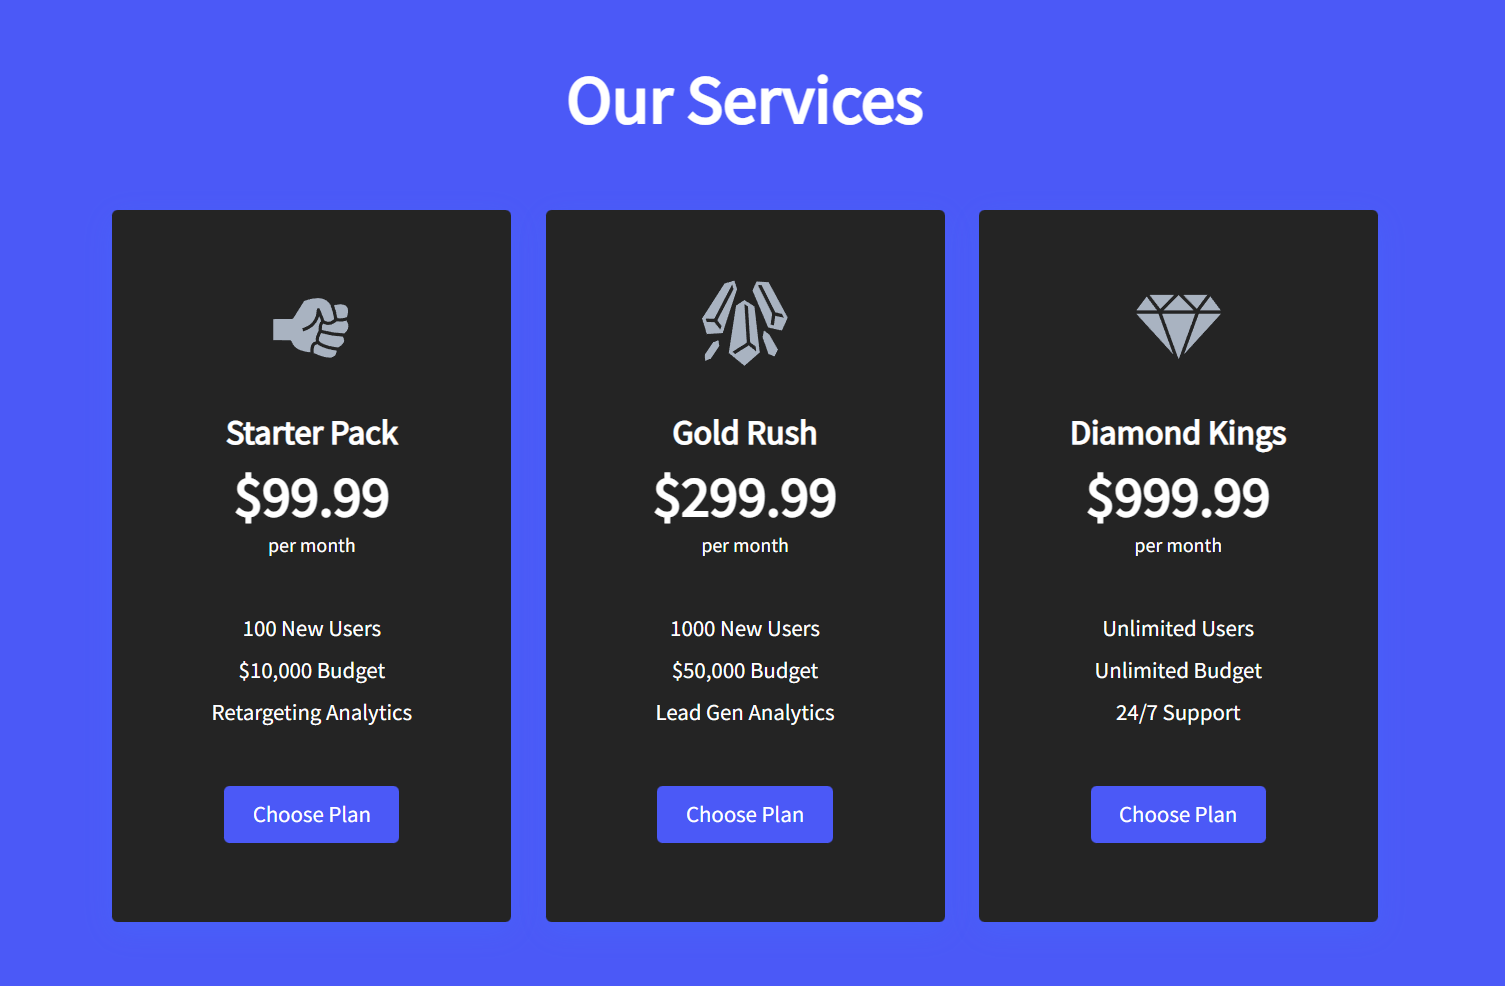 Our Services
Starter Pack
$99.99
per month
100 New Users
$10,000 Budget
Retargeting Analytics
Choose Plan
Gold Rush
$299.99
per month
1000 New Users
$50,000 Budget
Lead Gen Analytics
Choose Plan
Diamond Kings
$999.99
per month
Unlimited Users
Unlimited Budget
24/7 Support
Choose Plan